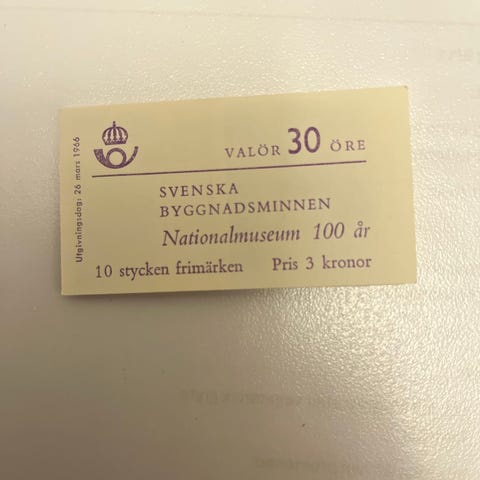 Utgivningsdag: 26 mars 1966
VALÖR 30 ÖRE
SVENSKA
BYGGNADSMINNEN
Nationalmuseum 100 år
10 stycken frimärken Pris 3 kronor